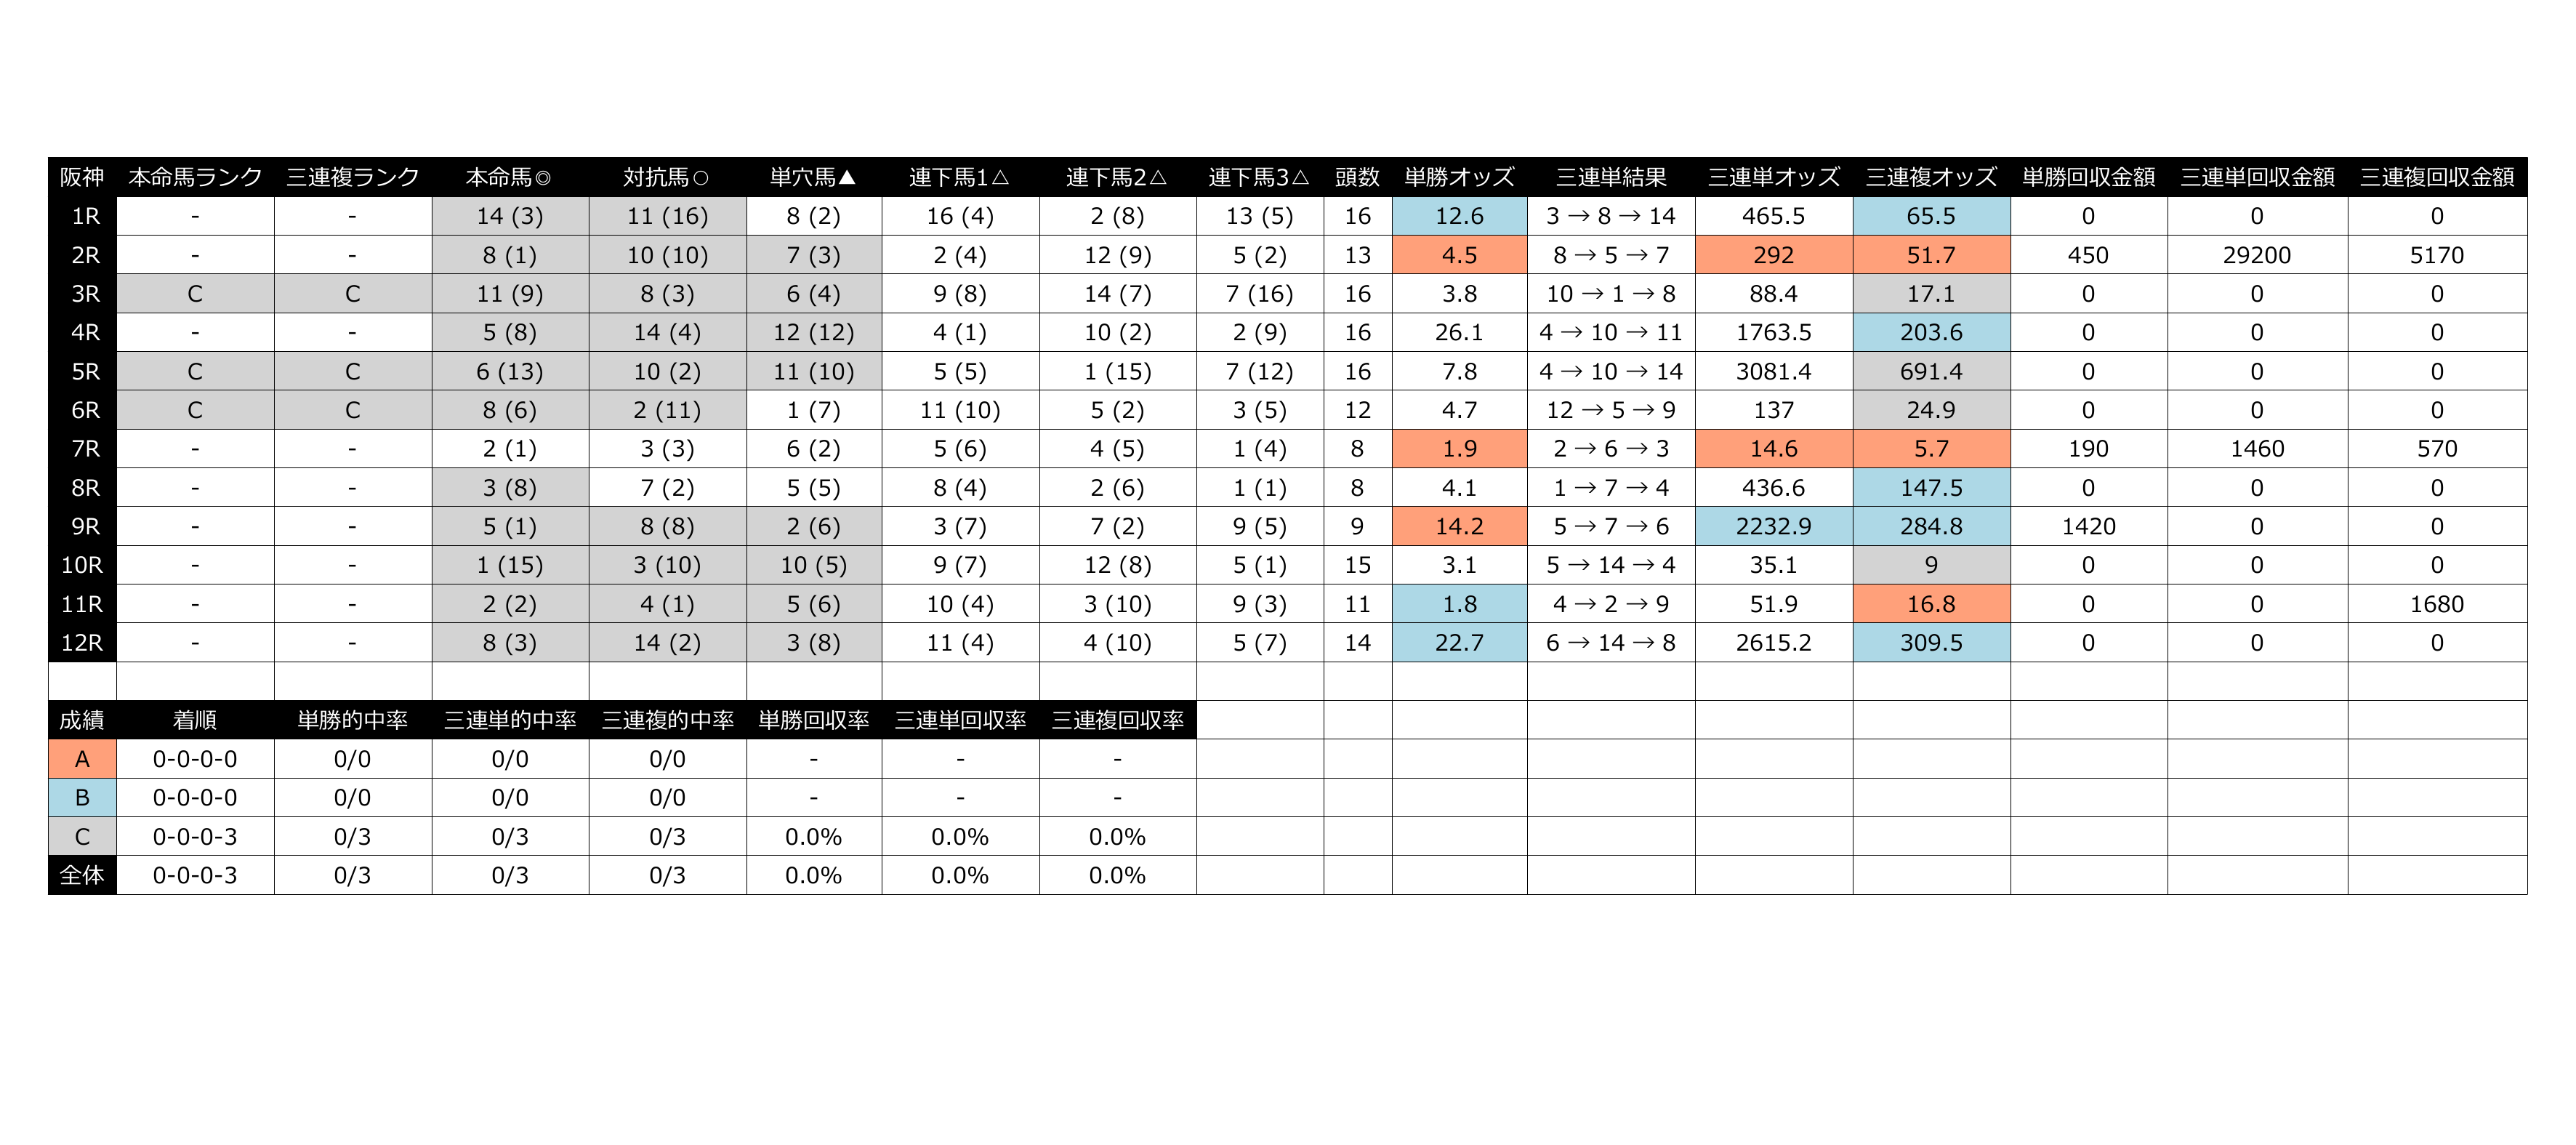 阪神 本命馬ランク 三連複ランク 本命馬◎ 対抗馬○ 単穴馬▲ 連下馬1△ 連下馬2△ 連下馬3△ 頭数 単勝オッズ 三連単結果 三連単オッズ 三連複オッズ 単勝回収金額 三連単回収金額 三連複回収金額
1R - - 14 (3) 11 (16) 8 (2) 16 (4) 2 (8) 13 (5) 16 12.6 3 → 8 → 14 465.5 65.5 0 0 0
2R - - 8 (1) 10 (10) 7 (3) 2 (4) 12 (9) 5 (2) 13 4.5 8 → 5 → 7 292 51.7 450 29200 5170
3R C C 11 (9) 8 (3) 6 (4) 9 (8) 14 (7) 7 (16) 16 3.8 10 → 1 → 8 88.4 17.1 0 0 0
4R - - 5 (8) 14 (4) 12 (12) 4 (1) 10 (2) 2 (9) 16 26.1 4 → 10 → 11 1763.5 203.6 0 0 0
5R C C 6 (13) 10 (2) 11 (10) 5 (5) 1 (15) 7 (12) 16 7.8 4 → 10 → 14 3081.4 691.4 0 0 0
6R C C 8 (6) 2 (11) 1 (7) 11 (10) 5 (2) 3 (5) 12 4.7 12 → 5 → 9 137 24.9 0 0 0
7R - - 2 (1) 3 (3) 6 (2) 5 (6) 4 (5) 1 (4) 8 1.9 2 → 6 → 3 14.6 5.7 190 1460 570
8R - - 3 (8) 7 (2) 5 (5) 8 (4) 2 (6) 1 (1) 8 4.1 1 → 7 → 4 436.6 147.5 0 0 0
9R - - 5 (1) 8 (8) 2 (6) 3 (7) 7 (2) 9 (5) 9 14.2 5 → 7 → 6 2232.9 284.8 1420 0 0
10R - - 1 (15) 3 (10) 10 (5) 9 (7) 12 (8) 5 (1) 15 3.1 5 → 14 → 4 35.1 9 0 0 0
11R - - 2 (2) 4 (1) 5 (6) 10 (4) 3 (10) 9 (3) 11 1.8 4 → 2 → 9 51.9 16.8 0 0 1680
12R - - 8 (3) 14 (2) 3 (8) 11 (4) 4 (10) 5 (7) 14 22.7 6 → 14 → 8 2615.2 309.5 0 0 0
成績 着順 単勝的中率 三連単的中率 三連複的中率 単勝回収率 三連単回収率 三連複回収率
A 0-0-0-0 0/0 0/0 0/0 - - -
B 0-0-0-0 0/0 0/0 0/0 - - -
C 0-0-0-3 0/3 0/3 0/3 0.0% 0.0% 0.0%
全体 0-0-0-3 0/3 0/3 0/3 0.0% 0.0% 0.0%